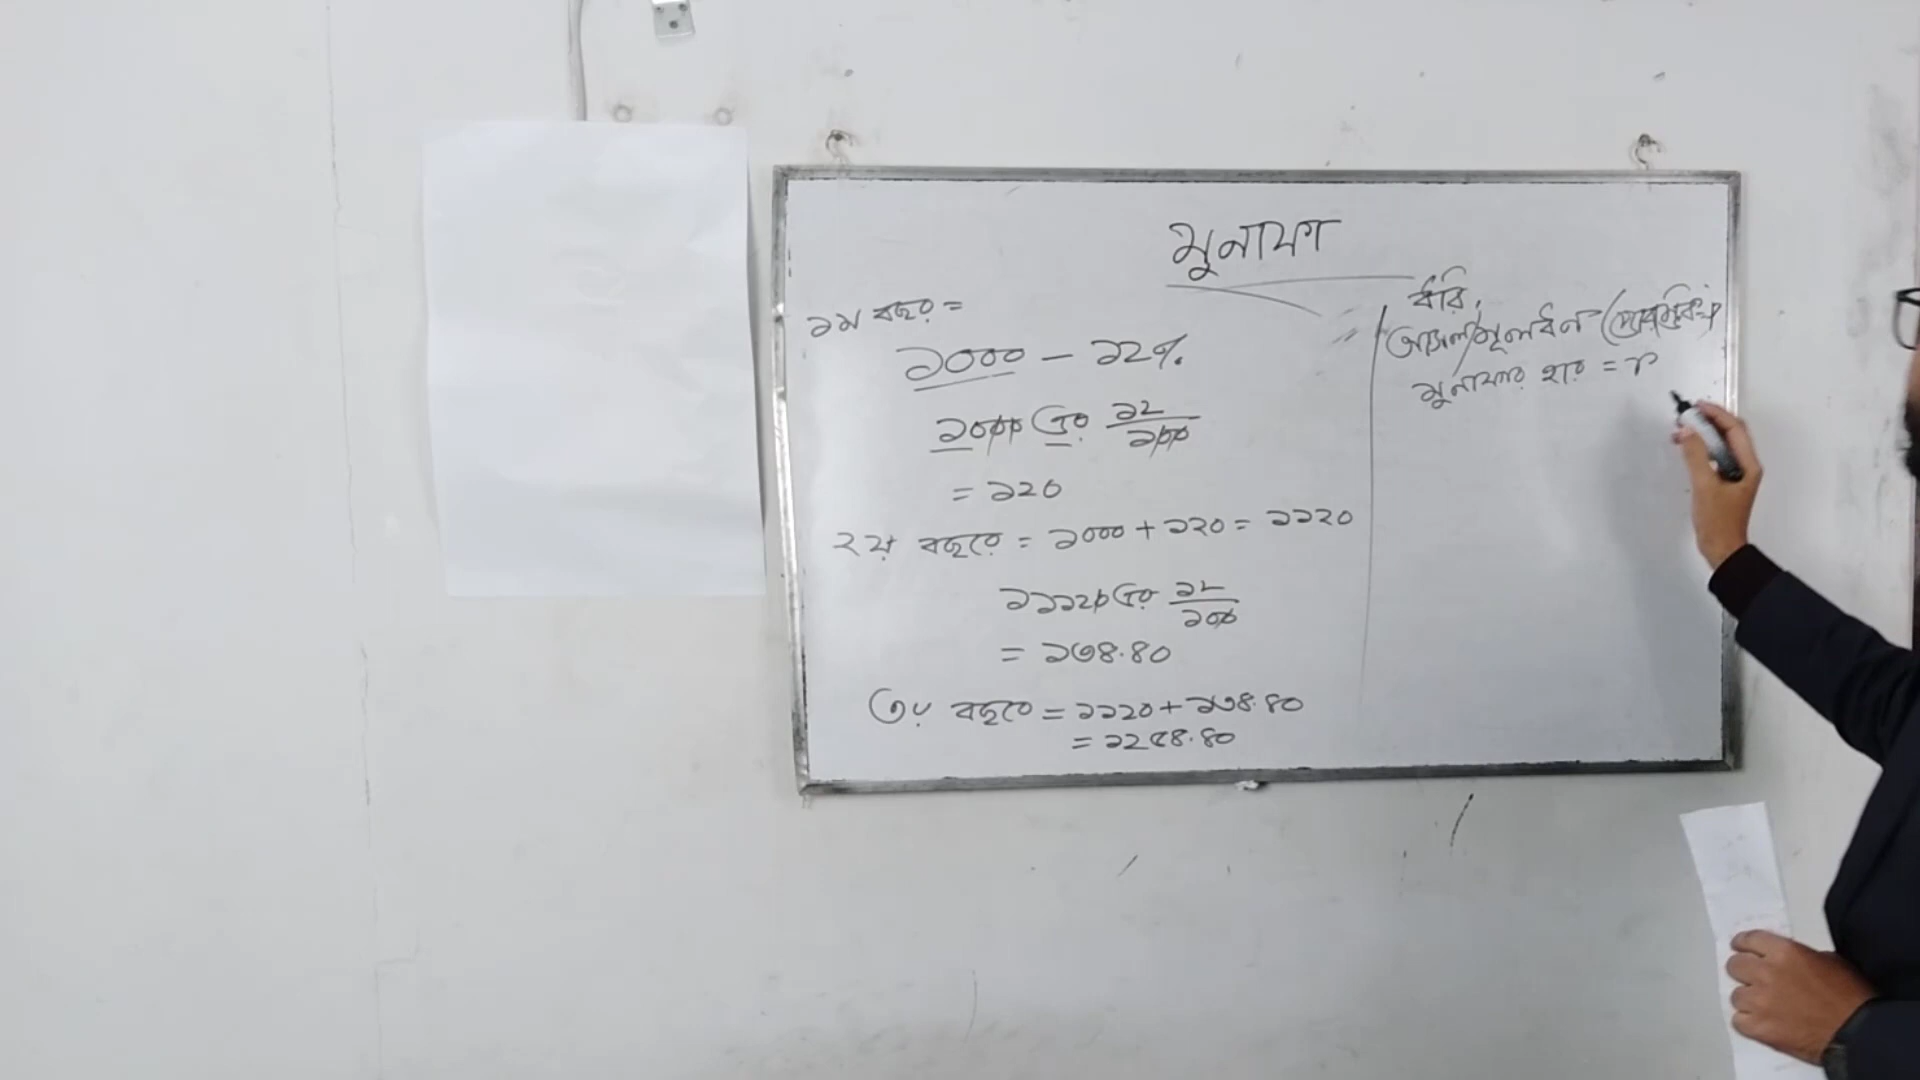 মুনাফা
১ম বছর =
১০০০ - ১২%
১০০০ এর ১২/১০০
= ১২০
২য় বছরে = ১০০০ + ১২০ = ১১২০
১১২০ এর ১২/১০০
= ১৩৪.৪০
৩য় বছরে = ১১২০ + ১৩৪.৪০
= ১২৫৪.৪০
ধরি,
আসল/মূলধন
মুনাফার হার = r